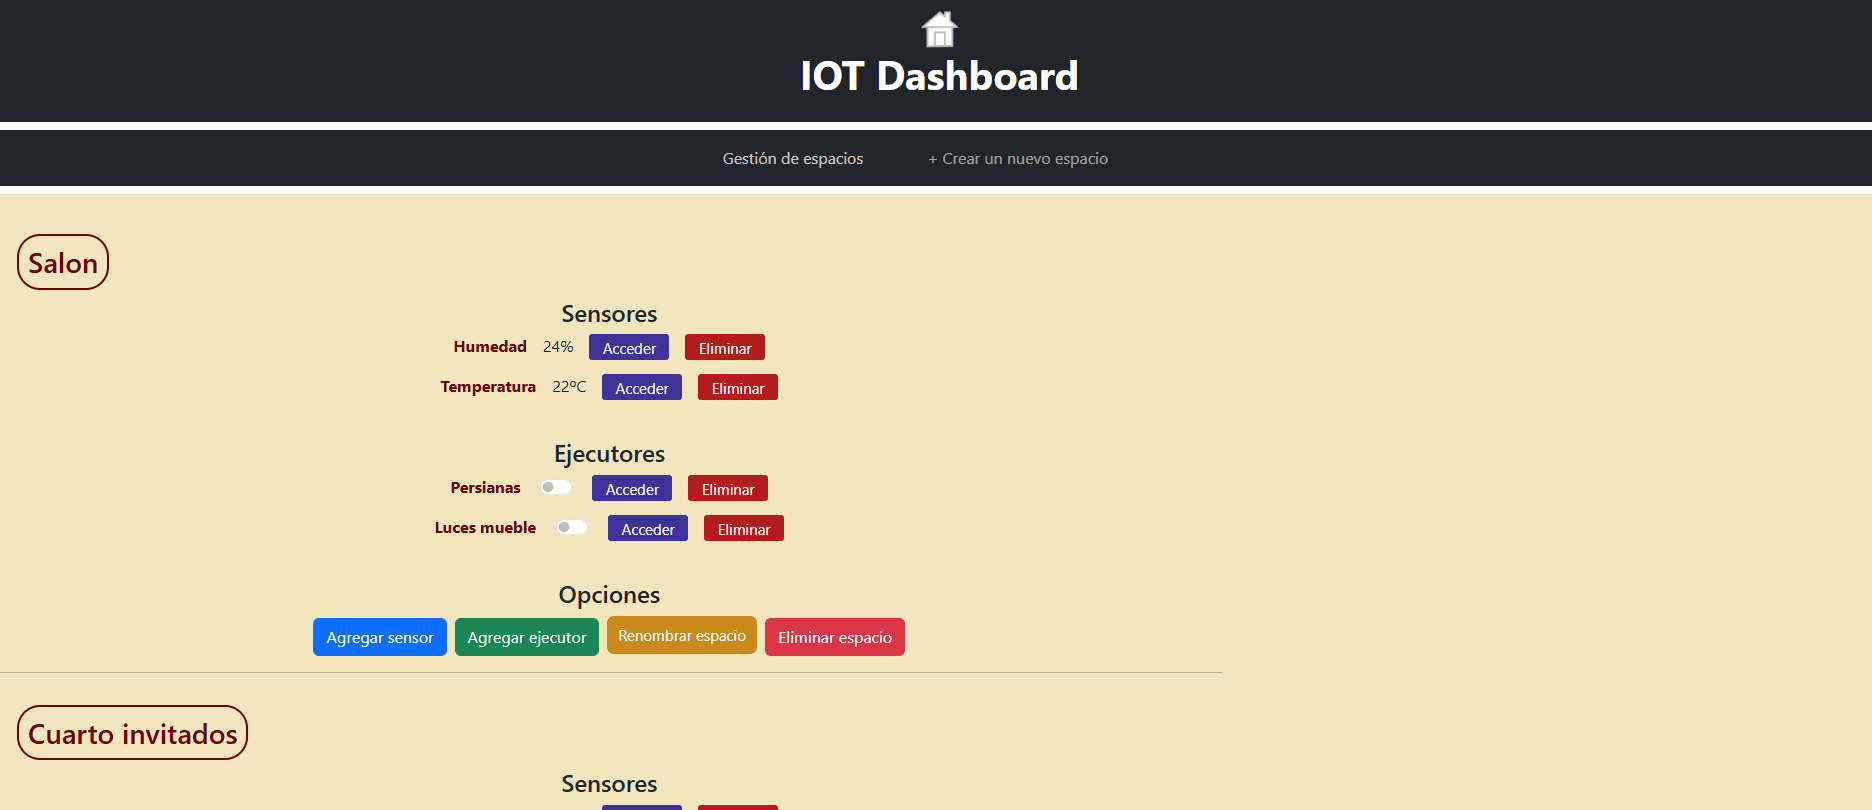 IOT Dashboard
Gestión de espacios + Crear un nuevo espacio
Salon
Sensores
Humedad 24% Acceder Eliminar
Temperatura 22ºC Acceder Eliminar
Ejecutores
Persianas Acceder Eliminar
Luces mueble Acceder Eliminar
Opciones
Agregar sensor Agregar ejecutor Renombrar espacio Eliminar espacio
Cuarto invitados
Sensores